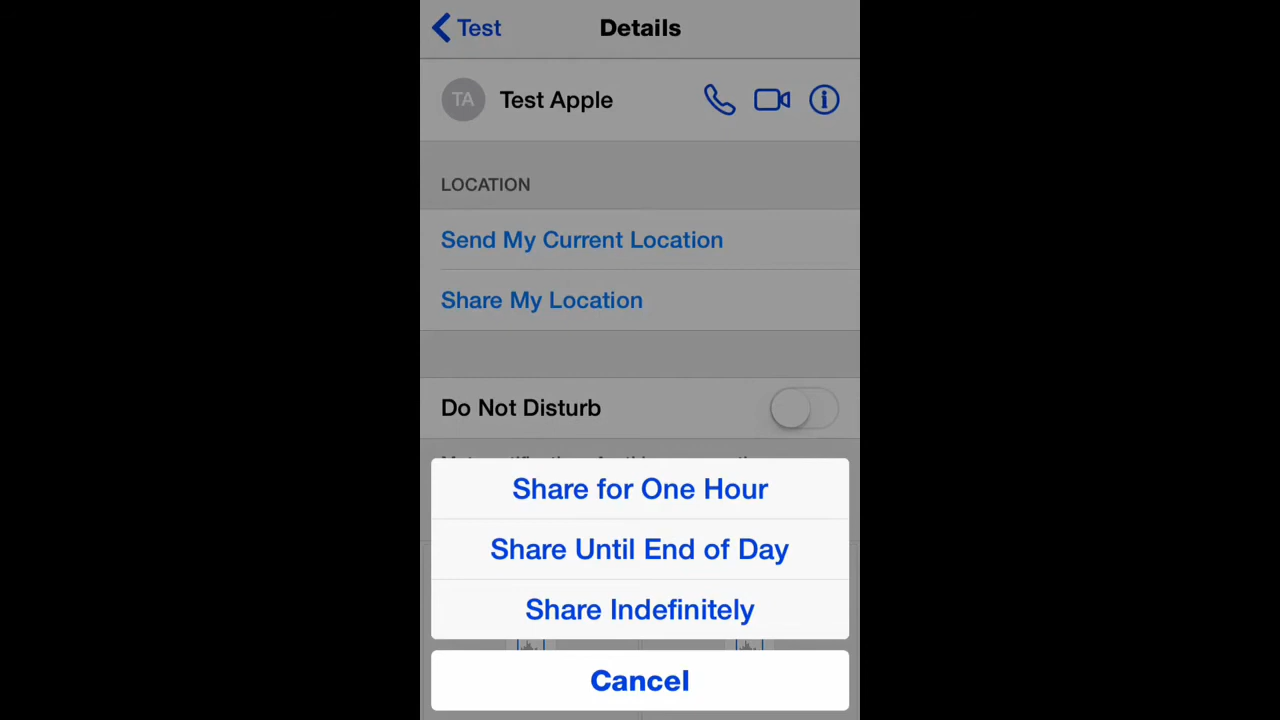 Test
Details
TA
Test Apple
LOCATION
Send My Current Location
Share My Location
Do Not Disturb
Share for One Hour
Share Until End of Day
Share Indefinitely
Cancel